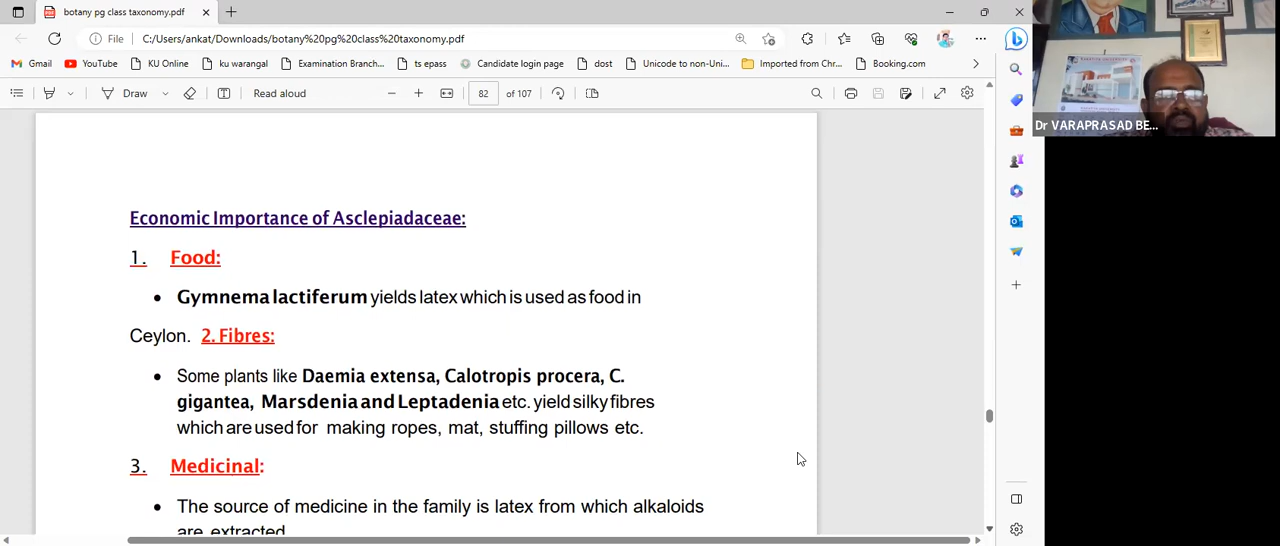 botany pg class taxonomy.pdf
File
C:/Users/ankat/Downloads/botany%20pg%20class%20taxonomy.pdf
Gmail
YouTube
KU Online
ku warangal
Examination Branch...
ts epass
Candidate login page
dost
Unicode to non-Uni...
Imported from Chr...
Booking.com
Draw
Read aloud
82 of 107
Dr VARAPRASAD BE...
Economic Importance of Asclepiadaceae:
1. Food:
• Gymnema lactiferum yields latex which is used as food in
Ceylon. 2. Fibres:
• Some plants like Daemia extensa, Calotropis procera, C.
gigantea, Marsdenia and Leptadenia etc. yield silky fibres
which are used for making ropes, mat, stuffing pillows etc.
3. Medicinal:
• The source of medicine in the family is latex from which alkaloids
are extracted